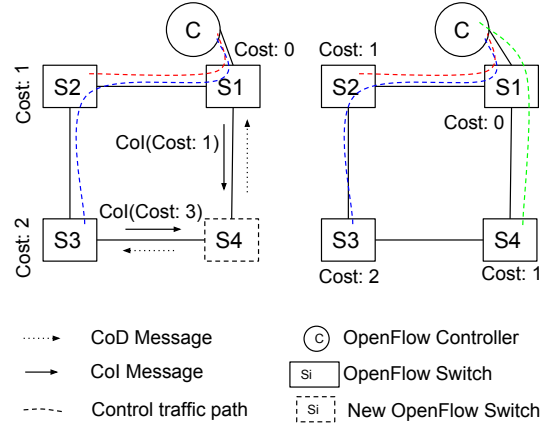 C
Cost: 0
Cost: 1
S2
S1
CoI(Cost: 1)
CoI(Cost: 3)
Cost: 2
S3
S4
C
Cost: 1
S2
S1
Cost: 0
S3
S4
Cost: 2
Cost: 1
CoD Message
C
OpenFlow Controller
CoI Message
Si
OpenFlow Switch
Control traffic path
Si
New OpenFlow Switch